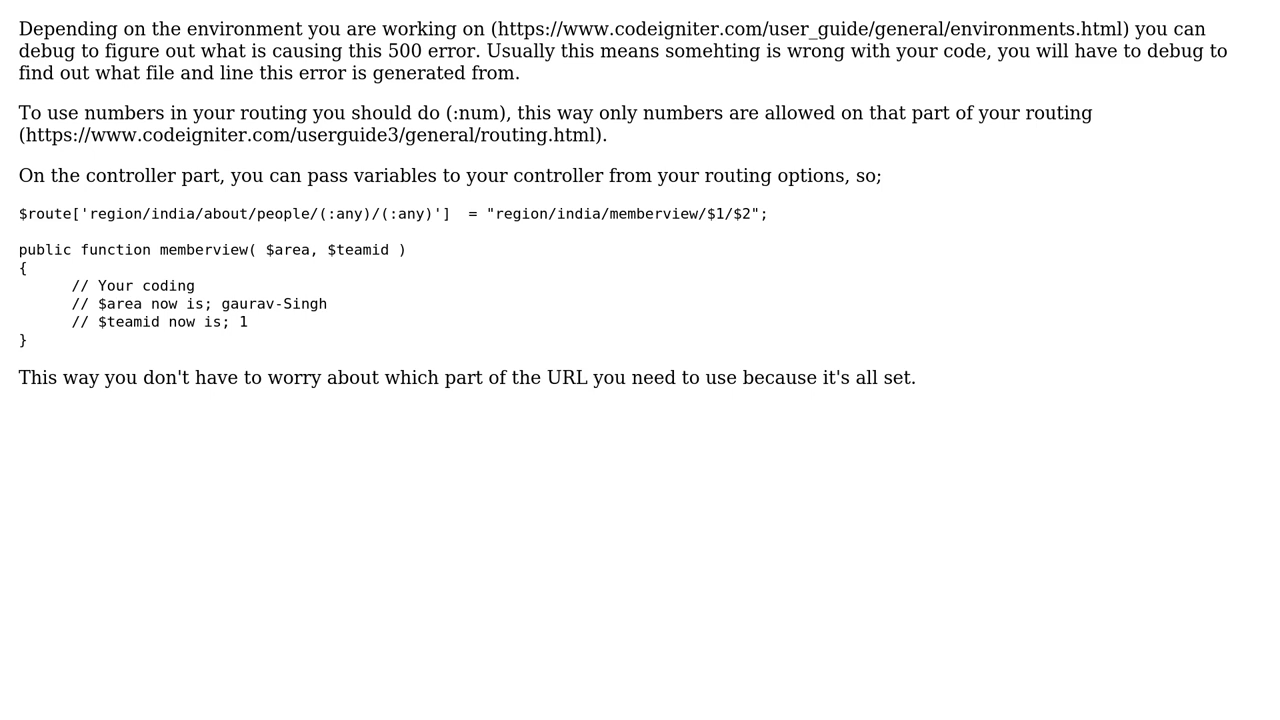 Depending on the environment you are working on (https://www.codeigniter.com/user_guide/general/environments.html) you can
debug to figure out what is causing this 500 error. Usually this means somehting is wrong with your code, you will have to debug to
find out what file and line this error is generated from.
To use numbers in your routing you should do (:num), this way only numbers are allowed on that part of your routing
(https://www.codeigniter.com/userguide3/general/routing.html).
On the controller part, you can pass variables to your controller from your routing options, so;
$route['region/india/about/people/(:any)/(:any)']  = "region/india/memberview/$1/$2";
public function memberview( $area, $teamid )
{
      // Your coding
      // $area now is; gaurav-Singh
      // $teamid now is; 1
}
This way you don't have to worry about which part of the URL you need to use because it's all set.